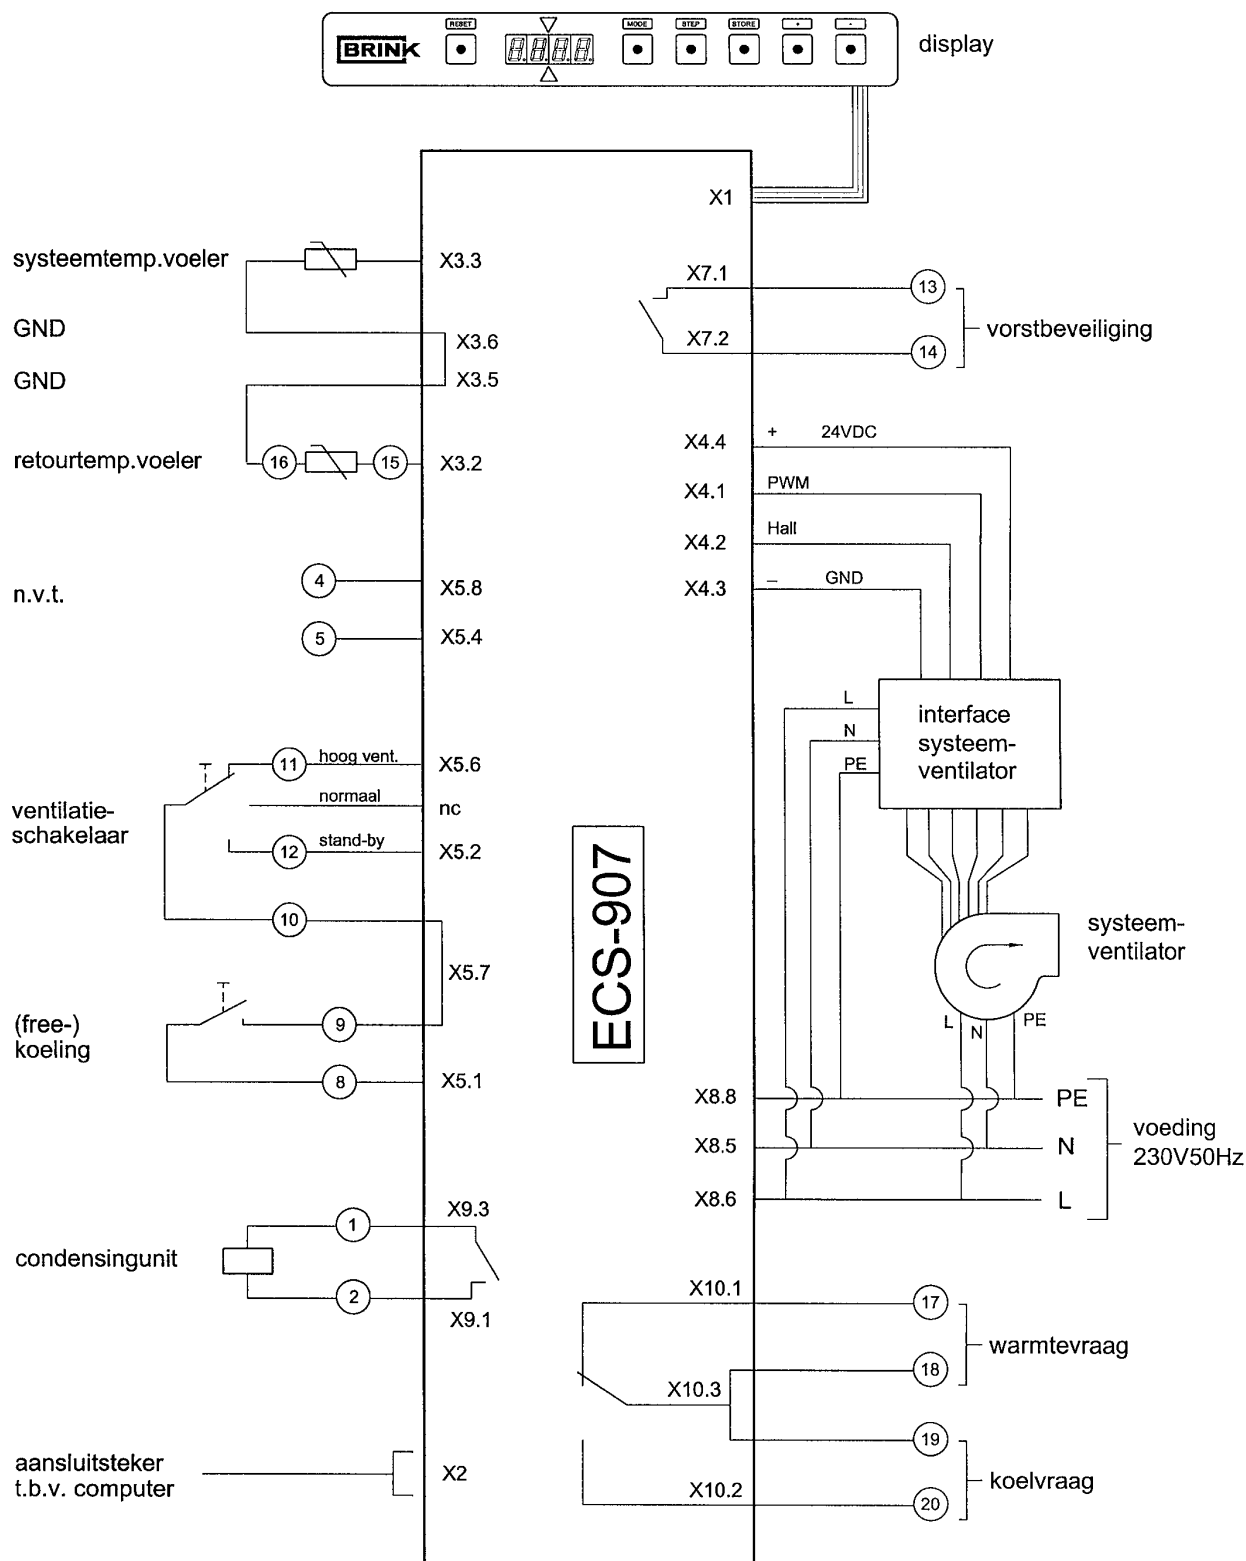 RESET
MODE
STEP
STORE
+
-
BRINK
8.8.8.8.
display
X1
systeemtemp.voeler
X3.3
GND
X3.6
GND
X3.5
retourtemp.voeler
16
15
X3.2
X7.1
13
X7.2
14
vorstbeveiliging
X4.4
+
24VDC
X4.1
PWM
X4.2
Hall
X4.3
–
GND
n.v.t.
4
X5.8
5
X5.4
L
N
PE
interface
systeem-
ventilator
ventilatie-
schakelaar
11
hoog vent.
X5.6
normaal
nc
12
stand-by
X5.2
10
X5.7
ECS-907
systeem-
ventilator
L
N
PE
(free-)
koeling
9
8
X5.1
X8.8
PE
X8.5
N
X8.6
L
voeding
230V50Hz
condensingunit
1
X9.3
2
X9.1
X10.1
17
18
warmtevraag
X10.3
19
X10.2
20
koelvraag
aansluitsteker
t.b.v. computer
X2